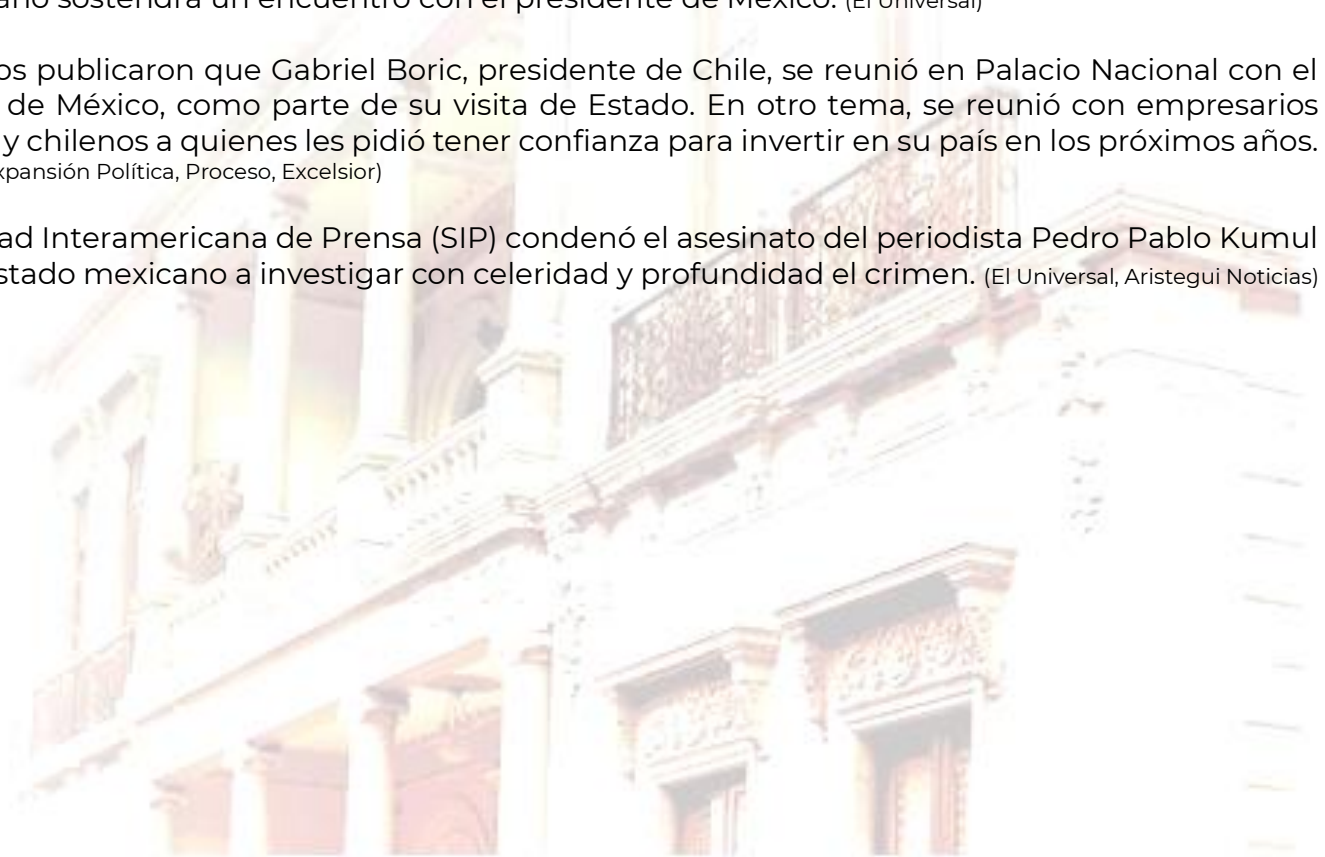 sostendrá un encuentro con el presidente de México. (El Universal)
os publicaron que Gabriel Boric, presidente de Chile, se reunió en Palacio Nacional con el
de México, como parte de su visita de Estado. En otro tema, se reunió con empresarios
y chilenos a quienes les pidió tener confianza para invertir en su país en los próximos años.
xpansión Política, Proceso, Excelsior)
ad Interamericana de Prensa (SIP) condenó el asesinato del periodista Pedro Pablo Kumul
stado mexicano a investigar con celeridad y profundidad el crimen. (El Universal, Aristegui Noticias)